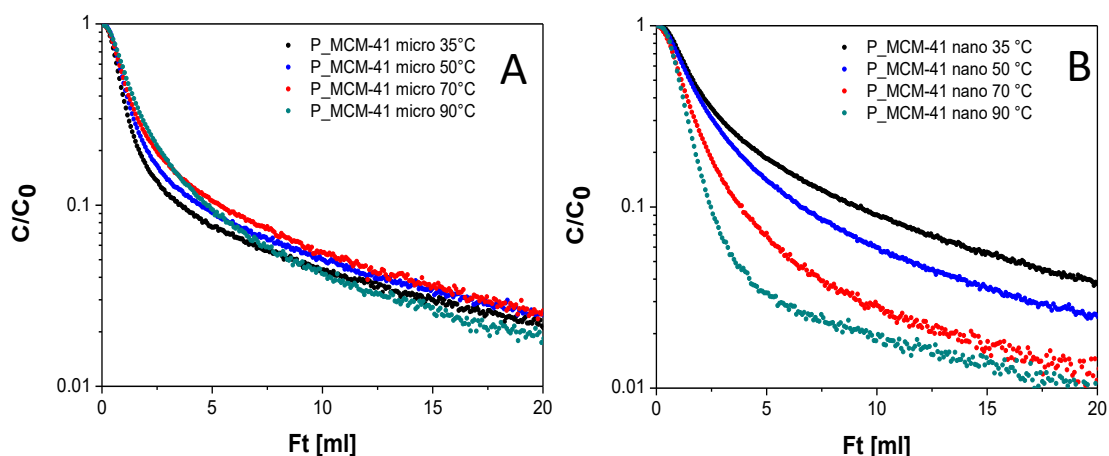 A
P_MCM-41 micro 35°C
P_MCM-41 micro 50°C
P_MCM-41 micro 70°C
P_MCM-41 micro 90°C
1
0.1
0.01
C/C0
0 5 10 15 20
Ft [ml]
B
P_MCM-41 nano 35 °C
P_MCM-41 nano 50 °C
P_MCM-41 nano 70 °C
P_MCM-41 nano 90 °C
1
0.1
0.01
C/C0
0 5 10 15 20
Ft [ml]